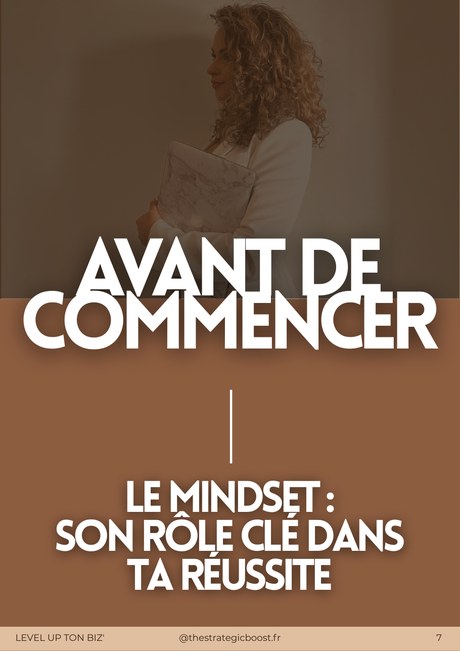 AVANT DE
COMMENCER
LE MINDSET :
SON RÔLE CLÉ DANS
TA RÉUSSITE
LEVEL UP TON BIZ' @thestrategicboost.fr 7